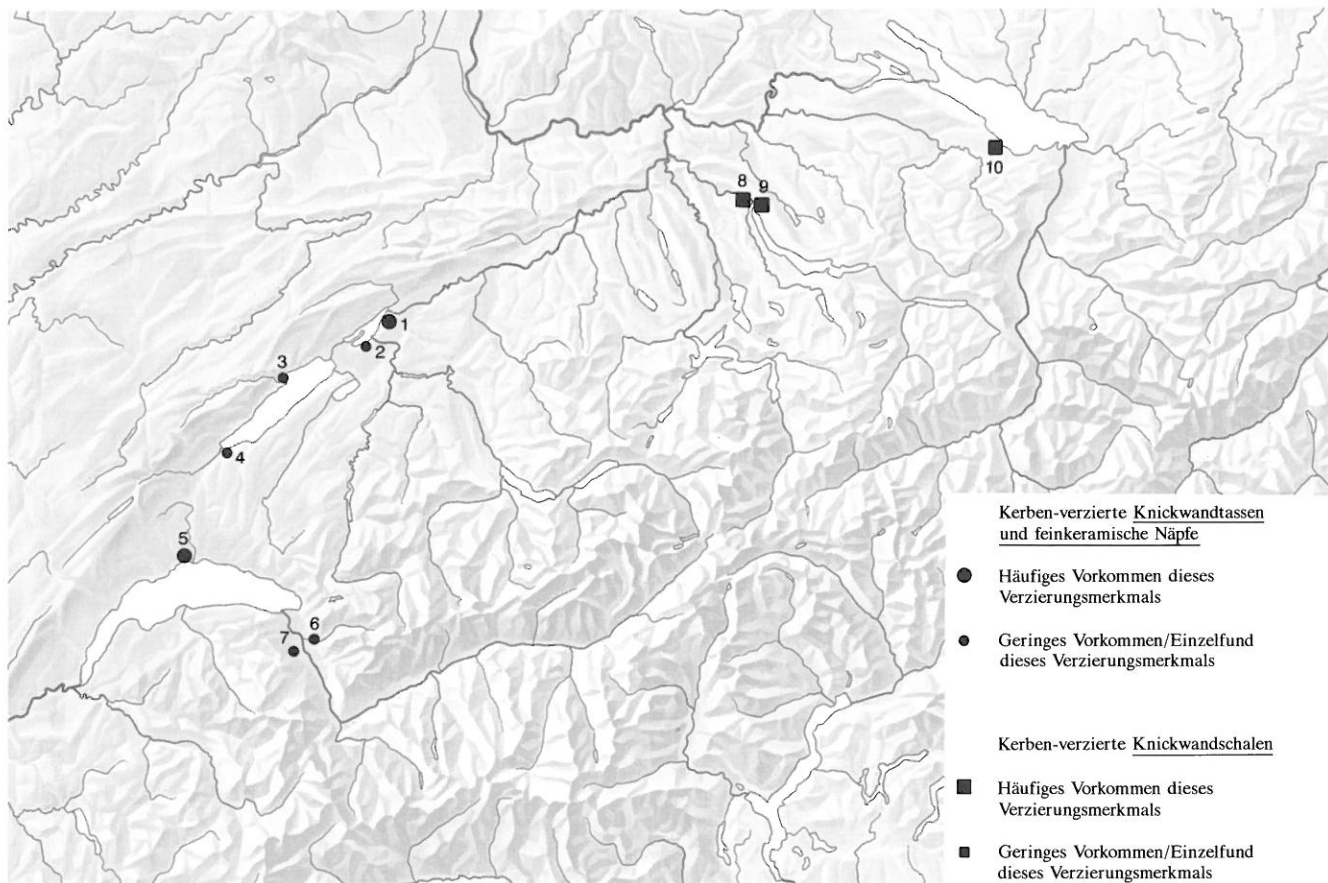 10
8
9
1
2
3
4
5
6
7
Kerben-verzierte Knickwandtassen
und feinkeramische Näpfe
Häufiges Vorkommen dieses
Verzierungsmerkmals
Geringes Vorkommen/Einzelfund
dieses Verzierungsmerkmals
Kerben-verzierte Knickwandschalen
Häufiges Vorkommen dieses
Verzierungsmerkmals
Geringes Vorkommen/Einzelfund
dieses Verzierungsmerkmals